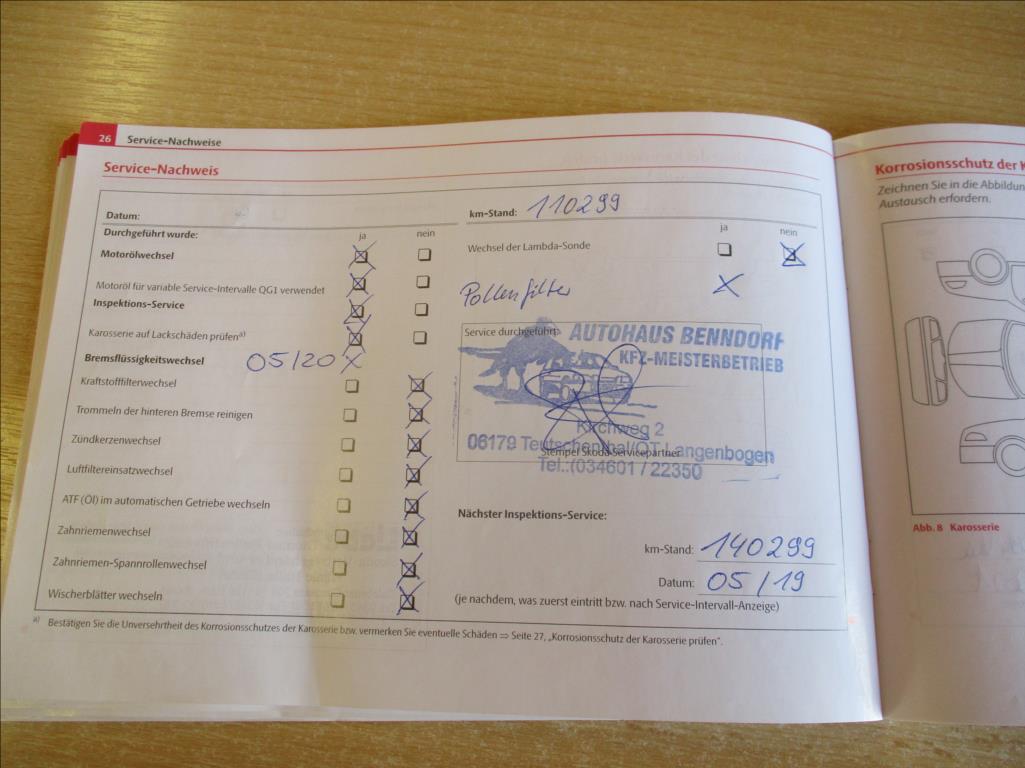 26 Service-Nachweise
Service-Nachweis
Datum:
km-Stand: 110299
Durchgeführt wurde: ja nein
Motorölwechsel
Motoröl für variable Service-Intervalle QG1 verwendet
Inspektions-Service
Karosserie auf Lackschäden prüfen a)
Bremsflüssigkeitswechsel 05/20 X
Kraftstofffilterwechsel
Trommeln der hinteren Bremse reinigen
Zündkerzenwechsel
Luftfiltereinsatzwechsel
ATF (Öl) im automatischen Getriebe wechseln
Zahnriemenwechsel
Zahnriemen-Spannrollenwechsel
Wischerblätter wechseln
ja nein
Wechsel der Lambda-Sonde
Pollenfilter X
Service durchgeführt:
AUTOHAUS BENNDORF
KFZ-MEISTERBETRIEB
Kirchweg 2
06179 Teutschenthal/OT Langenbogen
Stempel Skoda Servicepartner
Tel.:(034601 / 22350
Nächster Inspektions-Service:
km-Stand: 140299
Datum: 05/19
(je nachdem, was zuerst eintritt bzw. nach Service-Intervall-Anzeige)
a) Bestätigen Sie die Unversehrtheit des Korrosionsschutzes der Karosserie bzw. vermerken Sie eventuelle Schäden ⇒ Seite 27, „Korrosionsschutz der Karosserie prüfen".
Korrosionsschutz der K
Zeichnen Sie in die Abbildun
Austausch erfordern.
Abb. 8 Karosserie